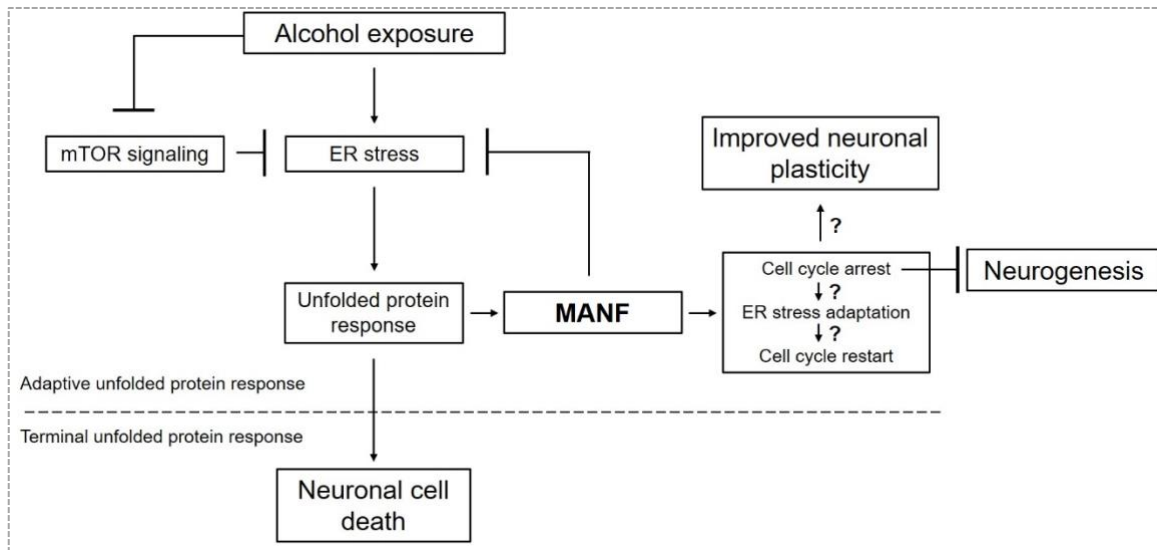 Alcohol exposure
mTOR signaling
ER stress
Improved neuronal
plasticity
?
Cell cycle arrest
?
ER stress adaptation
?
Cell cycle restart
Neurogenesis
Unfolded protein
response
MANF
Adaptive unfolded protein response
Terminal unfolded protein response
Neuronal cell
death